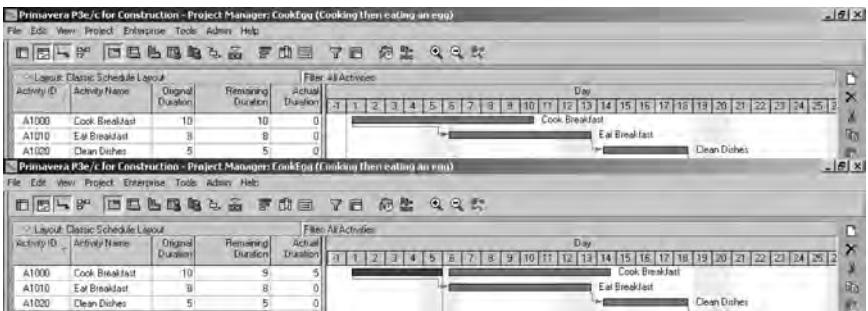 Primavera P3e/c for Construction - Project Manager: CookEgg (Cooking then eating an egg)
File Edit View Project Enterprise Tools Admin Help
Layout: Classic Schedule Layout Filter: All Activities
Activity ID Activity Name Original Duration Remaining Duration Actual Duration Day
-1 1 2 3 4 5 6 7 8 9 10 11 12 13 14 15 16 17 18 19 20 21 22 23 24 25 2
A1000 Cook Breakfast 10 10 0 Cook Breakfast
A1010 Eat Breakfast 8 8 0 Eat Breakfast
A1020 Clean Dishes 5 5 0 Clean Dishes
Primavera P3e/c for Construction - Project Manager: CookEgg (Cooking then eating an egg)
File Edit View Project Enterprise Tools Admin Help
Layout: Classic Schedule Layout Filter: All Activities
Activity ID Activity Name Original Duration Remaining Duration Actual Duration Day
-1 1 2 3 4 5 6 7 8 9 10 11 12 13 14 15 16 17 18 19 20 21 22 23 24 25 2
A1000 Cook Breakfast 10 9 5 Cook Breakfast
A1010 Eat Breakfast 8 8 0 Eat Breakfast
A1020 Clean Dishes 5 5 0 Clean Dishes